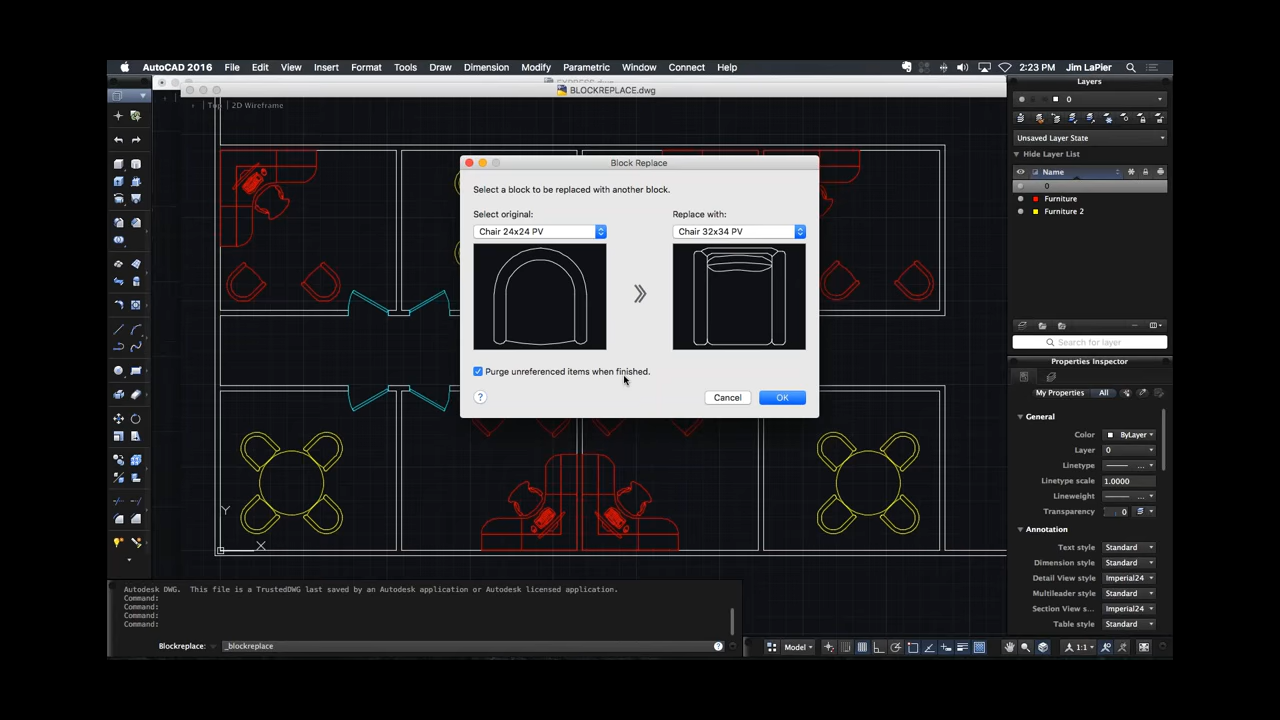 AutoCAD 2016 File Edit View Insert Format Tools Draw Dimension Modify Parametric Window Connect Help 2:23 PM Jim LaPier
BLOCKREPLACE.dwg
Top 2D Wireframe
Layers
0
Unsaved Layer State
Hide Layer List
Name
0
Furniture
Furniture 2
Search for layer
Block Replace
Select a block to be replaced with another block.
Select original: Replace with:
Chair 24x24 PV Chair 32x34 PV
Purge unreferenced items when finished.
? Cancel OK
Properties Inspector
My Properties All
General
Color ByLayer
Layer 0
Linetype ...
Linetype scale 1.0000
Lineweight ...
Transparency 0
Annotation
Text style Standard
Dimension style Standard
Detail View style Imperial24
Multileader style Standard
Section View s... Imperial24
Table style Standard
Y
X
Autodesk DWG. This file is a TrustedDWG last saved by an Autodesk application or Autodesk licensed application.
Command:
Command:
Command:
Command:
Blockreplace: _blockreplace ?
Model 1:1